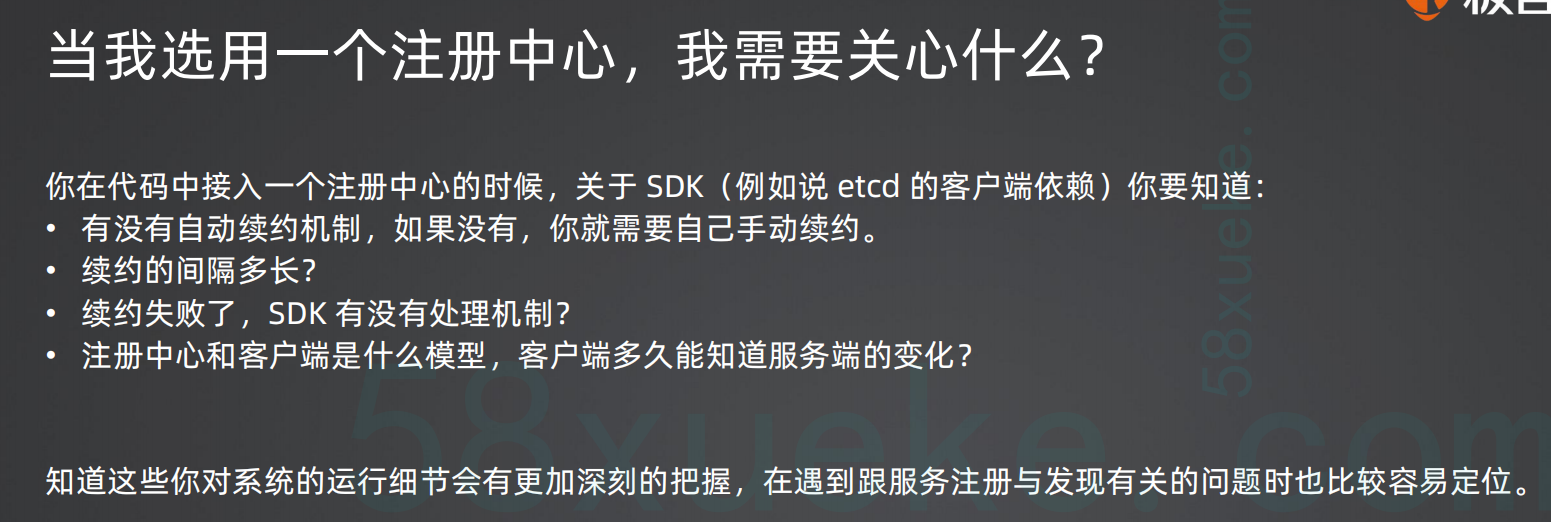 当我选用一个注册中心，我需要关心什么？
你在代码中接入一个注册中心的时候，关于 SDK（例如说 etcd 的客户端依赖）你要知道：
• 有没有自动续约机制，如果没有，你就需要自己手动续约。
• 续约的间隔多长？
• 续约失败了，SDK 有没有处理机制？
• 注册中心和客户端是什么模型，客户端多久能知道服务端的变化？
知道这些你对系统的运行细节会有更加深刻的把握，在遇到跟服务注册与发现有关的问题时也比较容易定位。
58xueke.com
58xueke.com